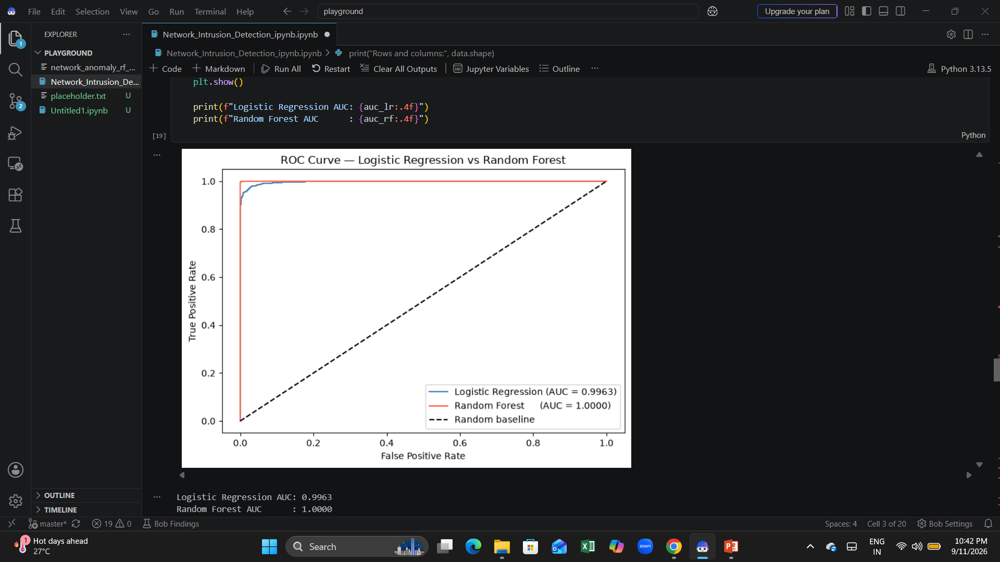 File Edit Selection View Go Run Terminal Help
playground
Upgrade your plan
EXPLORER
PLAYGROUND
network_anomaly_rf_...
Network_Intrusion_De...
placeholder.txt U
Untitled1.ipynb U
OUTLINE
TIMELINE
1
2
Network_Intrusion_Detection_ipynb.ipynb
Network_Intrusion_Detection_ipynb.ipynb > print("Rows and columns:", data.shape)
+ Code + Markdown | Run All Restart Clear All Outputs | Jupyter Variables Outline ...
Python 3.13.5
plt.show()
print(f"Logistic Regression AUC: {auc_lr:.4f}")
print(f"Random Forest AUC      : {auc_rf:.4f}")
[19]
Python
ROC Curve — Logistic Regression vs Random Forest
True Positive Rate
1.0
0.8
0.6
0.4
0.2
0.0
Logistic Regression (AUC = 0.9963)
Random Forest (AUC = 1.0000)
Random baseline
0.0 0.2 0.4 0.6 0.8 1.0
False Positive Rate
Logistic Regression AUC: 0.9963
Random Forest AUC      : 1.0000
master* 19 0 Bob Findings
Spaces: 4 Cell 3 of 20 Bob Settings
1
Hot days ahead
27°C
Search
zoom
ENG
IN
10:42 PM
9/11/2026